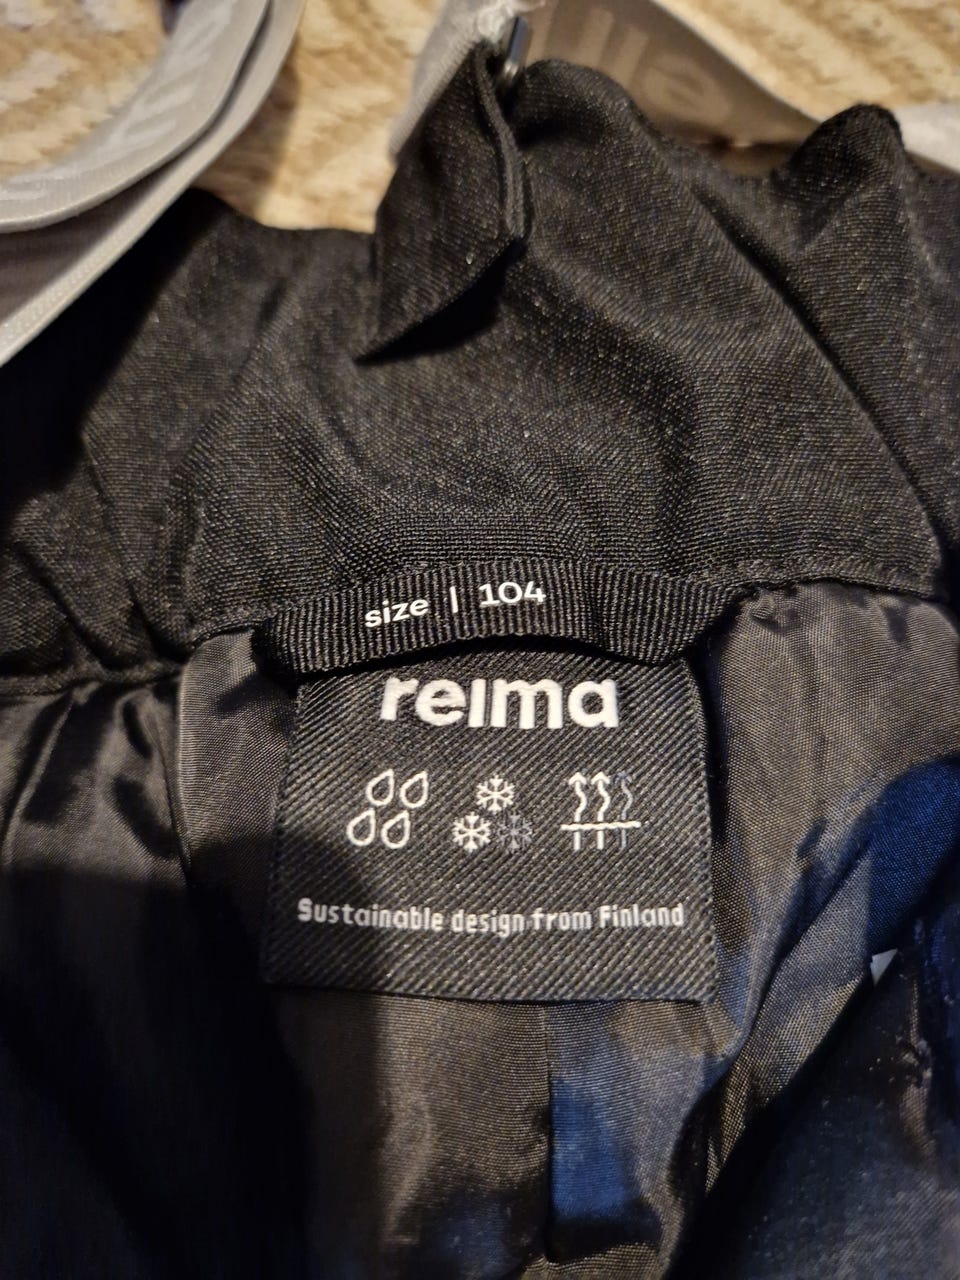 size | 104
reima
Sustainable design from Finland